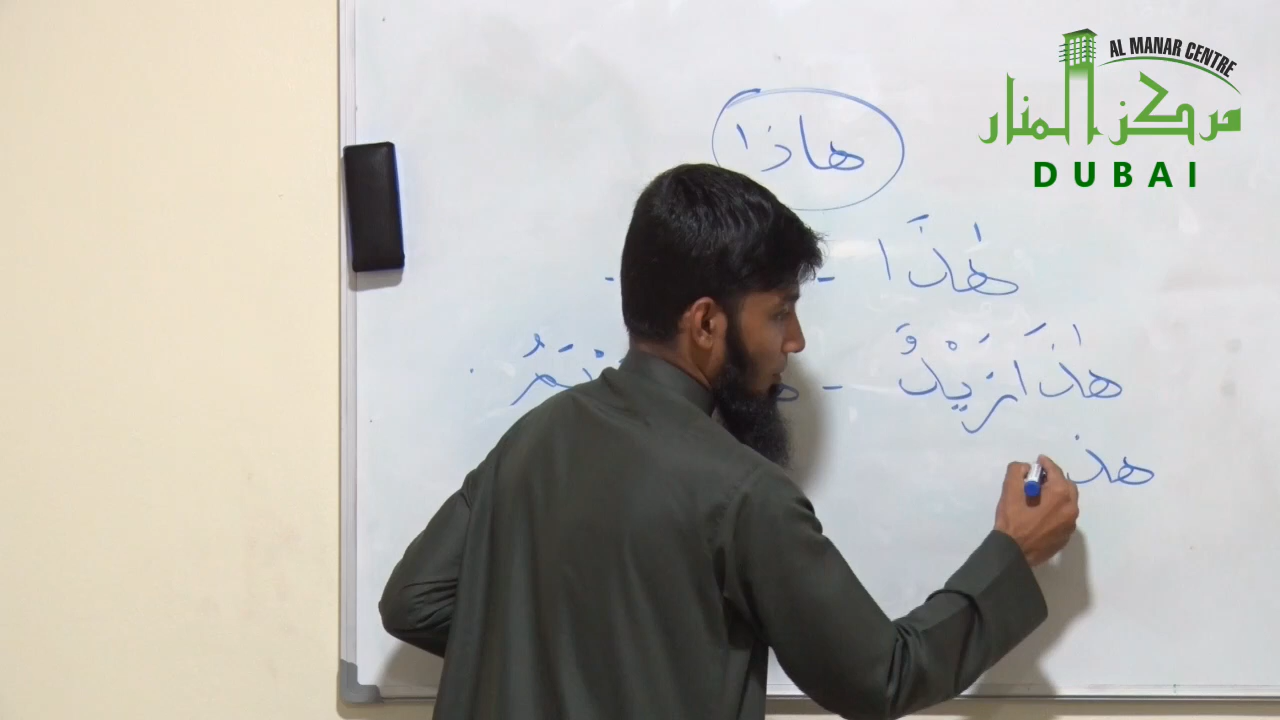 AL MANAR CENTRE
مركز المنار
DUBAI
هاذا
هٰذَا -
هٰذَا زَيْدٌ -
هذ